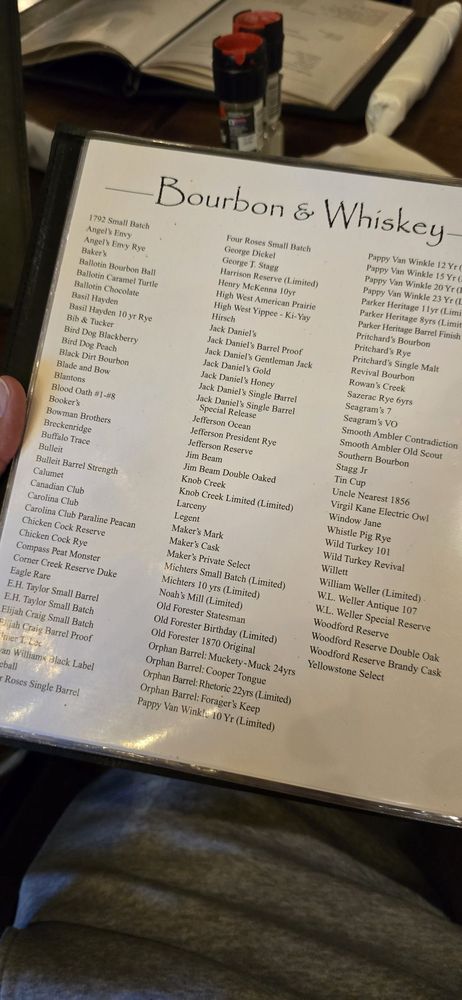 Bourbon & Whiskey
1792 Small Batch
Angel's Envy
Angel's Envy Rye
Baker's
Ballotin Bourbon Ball
Ballotin Caramel Turtle
Ballotin Chocolate
Basil Hayden
Basil Hayden 10 yr Rye
Bib & Tucker
Bird Dog Blackberry
Bird Dog Peach
Black Dirt Bourbon
Blade and Bow
Blantons
Blood Oath #1-#8
Booker's
Bowman Brothers
Breckenridge
Buffalo Trace
Bulleit
Bulleit Barrel Strength
Calumet
Canadian Club
Carolina Club
Carolina Club Paraline Peacan
Chicken Cock Reserve
Chicken Cock Rye
Compass Peat Monster
Corner Creek Reserve Duke
Eagle Rare
E.H. Taylor Small Barrel
E.H. Taylor Small Batch
Elijah Craig Small Batch
Elijah Craig Barrel Proof
T. Lee
Williams Black Label
Roses Single Barrel
Four Roses Small Batch
George Dickel
George T. Stagg
Harrison Reserve (Limited)
Henry McKenna 10yr
High West American Prairie
High West Yippee - Ki-Yay
Hirsch
Jack Daniel's
Jack Daniel's Barrel Proof
Jack Daniel's Gentleman Jack
Jack Daniel's Gold
Jack Daniel's Honey
Jack Daniel's Single Barrel
Jack Daniel's Single Barrel
Special Release
Jefferson Ocean
Jefferson President Rye
Jefferson Reserve
Jim Beam
Jim Beam Double Oaked
Knob Creek
Knob Creek Limited (Limited)
Larceny
Legent
Maker's Mark
Maker's Cask
Maker's Private Select
Michters Small Batch (Limited)
Michters 10 yrs (Limited)
Noah's Mill (Limited)
Old Forester Statesman
Old Forester Birthday (Limited)
Old Forester 1870 Original
Orphan Barrel: Muckety-Muck 24yrs
Orphan Barrel: Cooper Tongue
Orphan Barrel: Rhetoric 22yrs (Limited)
Orphan Barrel: Forager's Keep
Pappy Van Winkle 10 Yr (Limited)
Pappy Van Winkle 12 Yr (
Pappy Van Winkle 15 Yr (
Pappy Van Winkle 20 Yr (
Pappy Van Winkle 23 Yr (
Parker Heritage 11yr (Limi
Parker Heritage 8yrs (Limi
Parker Heritage Barrel Finish
Pritchard's Bourbon
Pritchard's Rye
Pritchard's Single Malt
Revival Bourbon
Rowan's Creek
Sazerac Rye 6yrs
Seagram's 7
Seagram's VO
Smooth Ambler Contradiction
Smooth Ambler Old Scout
Southern Bourbon
Stagg Jr
Tin Cup
Uncle Nearest 1856
Virgil Kane Electric Owl
Window Jane
Whistle Pig Rye
Wild Turkey 101
Wild Turkey Revival
Willett
William Weller (Limited)
W.L. Weller Antique 107
W.L. Weller Special Reserve
Woodford Reserve
Woodford Reserve Double Oak
Woodford Reserve Brandy Cask
Yellowstone Select